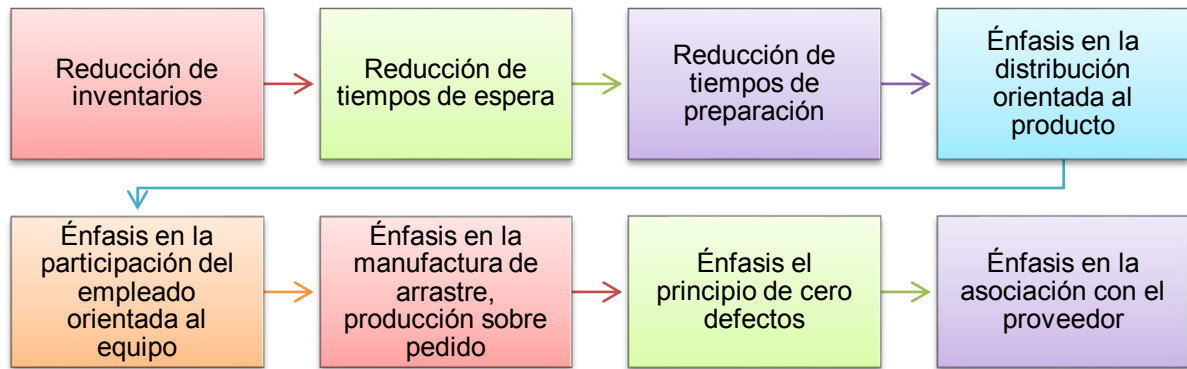 Reducción de
inventarios
Reducción de
tiempos de espera
Reducción de
tiempos de
preparación
Énfasis en la
distribución
orientada al
producto
Énfasis en la
participación del
empleado
orientada al
equipo
Énfasis en la
manufactura de
arrastre,
producción sobre
pedido
Énfasis el
principio de cero
defectos
Énfasis en la
asociación con el
proveedor